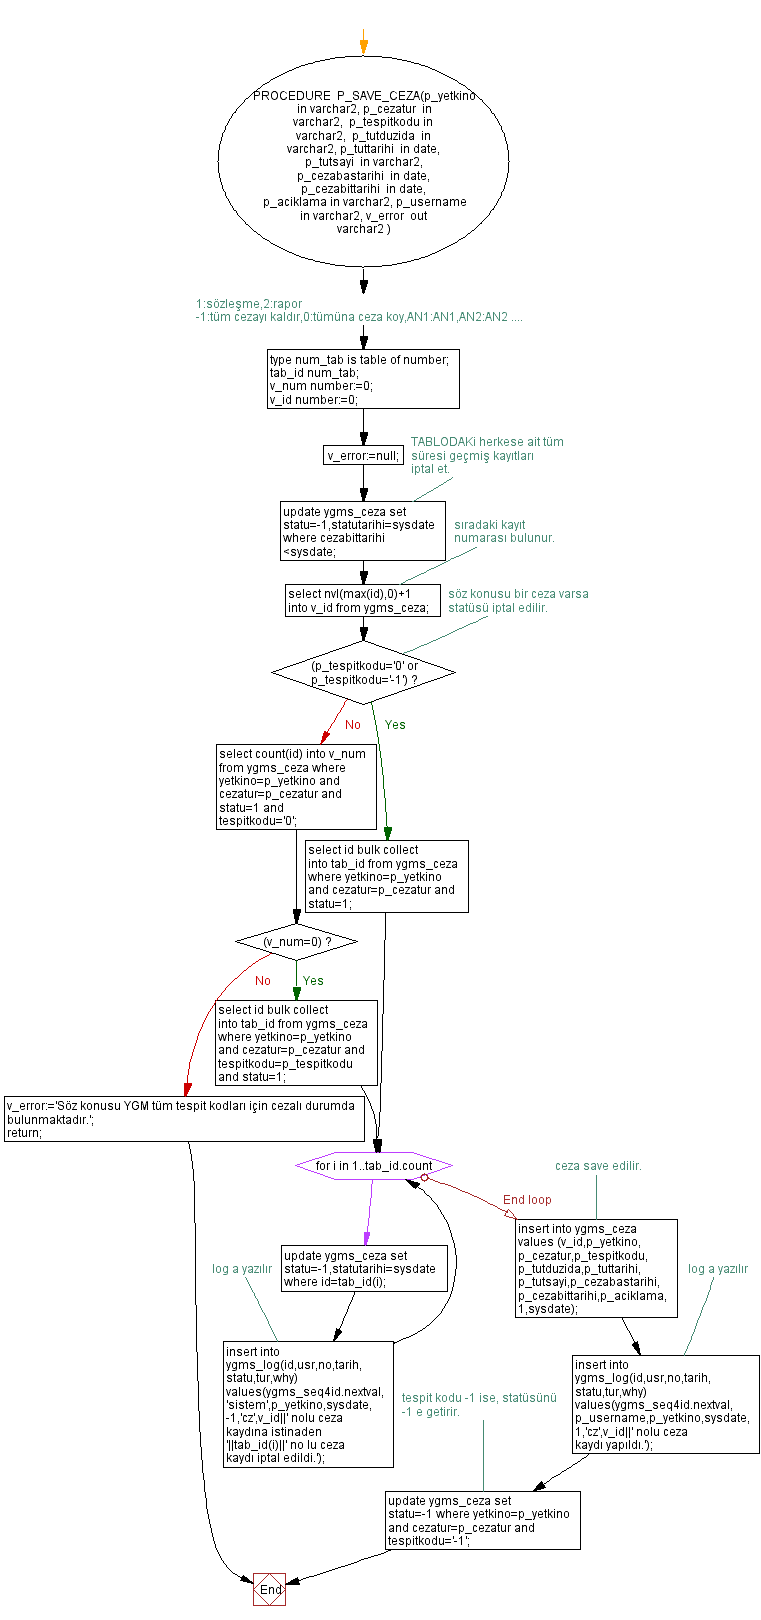 PROCEDURE  P_SAVE_CEZA(p_yetkino
in varchar2, p_cezatur  in
varchar2,  p_tespitkodu in
varchar2,  p_tutduzida  in
varchar2, p_tuttarihi  in date,
p_tutsayi  in varchar2,
p_cezabastarihi  in date,
p_cezabittarihi  in date,
p_aciklama in varchar2, p_username
in varchar2, v_error  out
varchar2 )
1:sözleşme,2:rapor
-1:tüm cezayı kaldır,0:tümüna ceza koy,AN1:AN1,AN2:AN2 ....
type num_tab is table of number;
tab_id num_tab;
v_num number:=0;
v_id number:=0;
v_error:=null;
TABLODAKi herkese ait tüm
süresi geçmiş kayıtları
iptal et.
update ygms_ceza set
statu=-1,statutarihi=sysdate
where cezabittarihi
<sysdate;
sıradaki kayıt
numarası bulunur.
select nvl(max(id),0)+1
into v_id from ygms_ceza;
söz konusu bir ceza varsa
statüsü iptal edilir.
(p_tespitkodu='0' or
p_tespitkodu='-1') ?
No
Yes
select count(id) into v_num
from ygms_ceza where
yetkino=p_yetkino and
cezatur=p_cezatur and
statu=1 and
tespitkodu='0';
select id bulk collect
into tab_id from ygms_ceza
where yetkino=p_yetkino
and cezatur=p_cezatur and
statu=1;
(v_num=0) ?
No
Yes
select id bulk collect
into tab_id from ygms_ceza
where yetkino=p_yetkino
and cezatur=p_cezatur and
tespitkodu=p_tespitkodu
and statu=1;
v_error:='Söz konusu YGM tüm tespit kodları için cezalı durumda
bulunmaktadır.';
return;
for i in 1..tab_id.count
End loop
ceza save edilir.
insert into ygms_ceza
values (v_id,p_yetkino,
p_cezatur,p_tespitkodu,
p_tutduzida,p_tuttarihi,
p_tutsayi,p_cezabastarihi,
p_cezabittarihi,p_aciklama,
1,sysdate);
update ygms_ceza set
statu=-1,statutarihi=sysdate
where id=tab_id(i);
log a yazılır
log a yazılır
insert into
ygms_log(id,usr,no,tarih,
statu,tur,why)
values(ygms_seq4id.nextval,
'sistem',p_yetkino,sysdate,
-1,'cz',v_id||' nolu ceza
kaydına istinaden
'||tab_id(i)||' no lu ceza
kaydı iptal edildi.');
insert into
ygms_log(id,usr,no,tarih,
statu,tur,why)
values(ygms_seq4id.nextval,
p_username,p_yetkino,sysdate,
1,'cz',v_id||' nolu ceza
kaydı yapıldı.');
tespit kodu -1 ise, statüsünü
-1 e getirir.
update ygms_ceza set
statu=-1 where yetkino=p_yetkino
and cezatur=p_cezatur and
tespitkodu='-1';
End